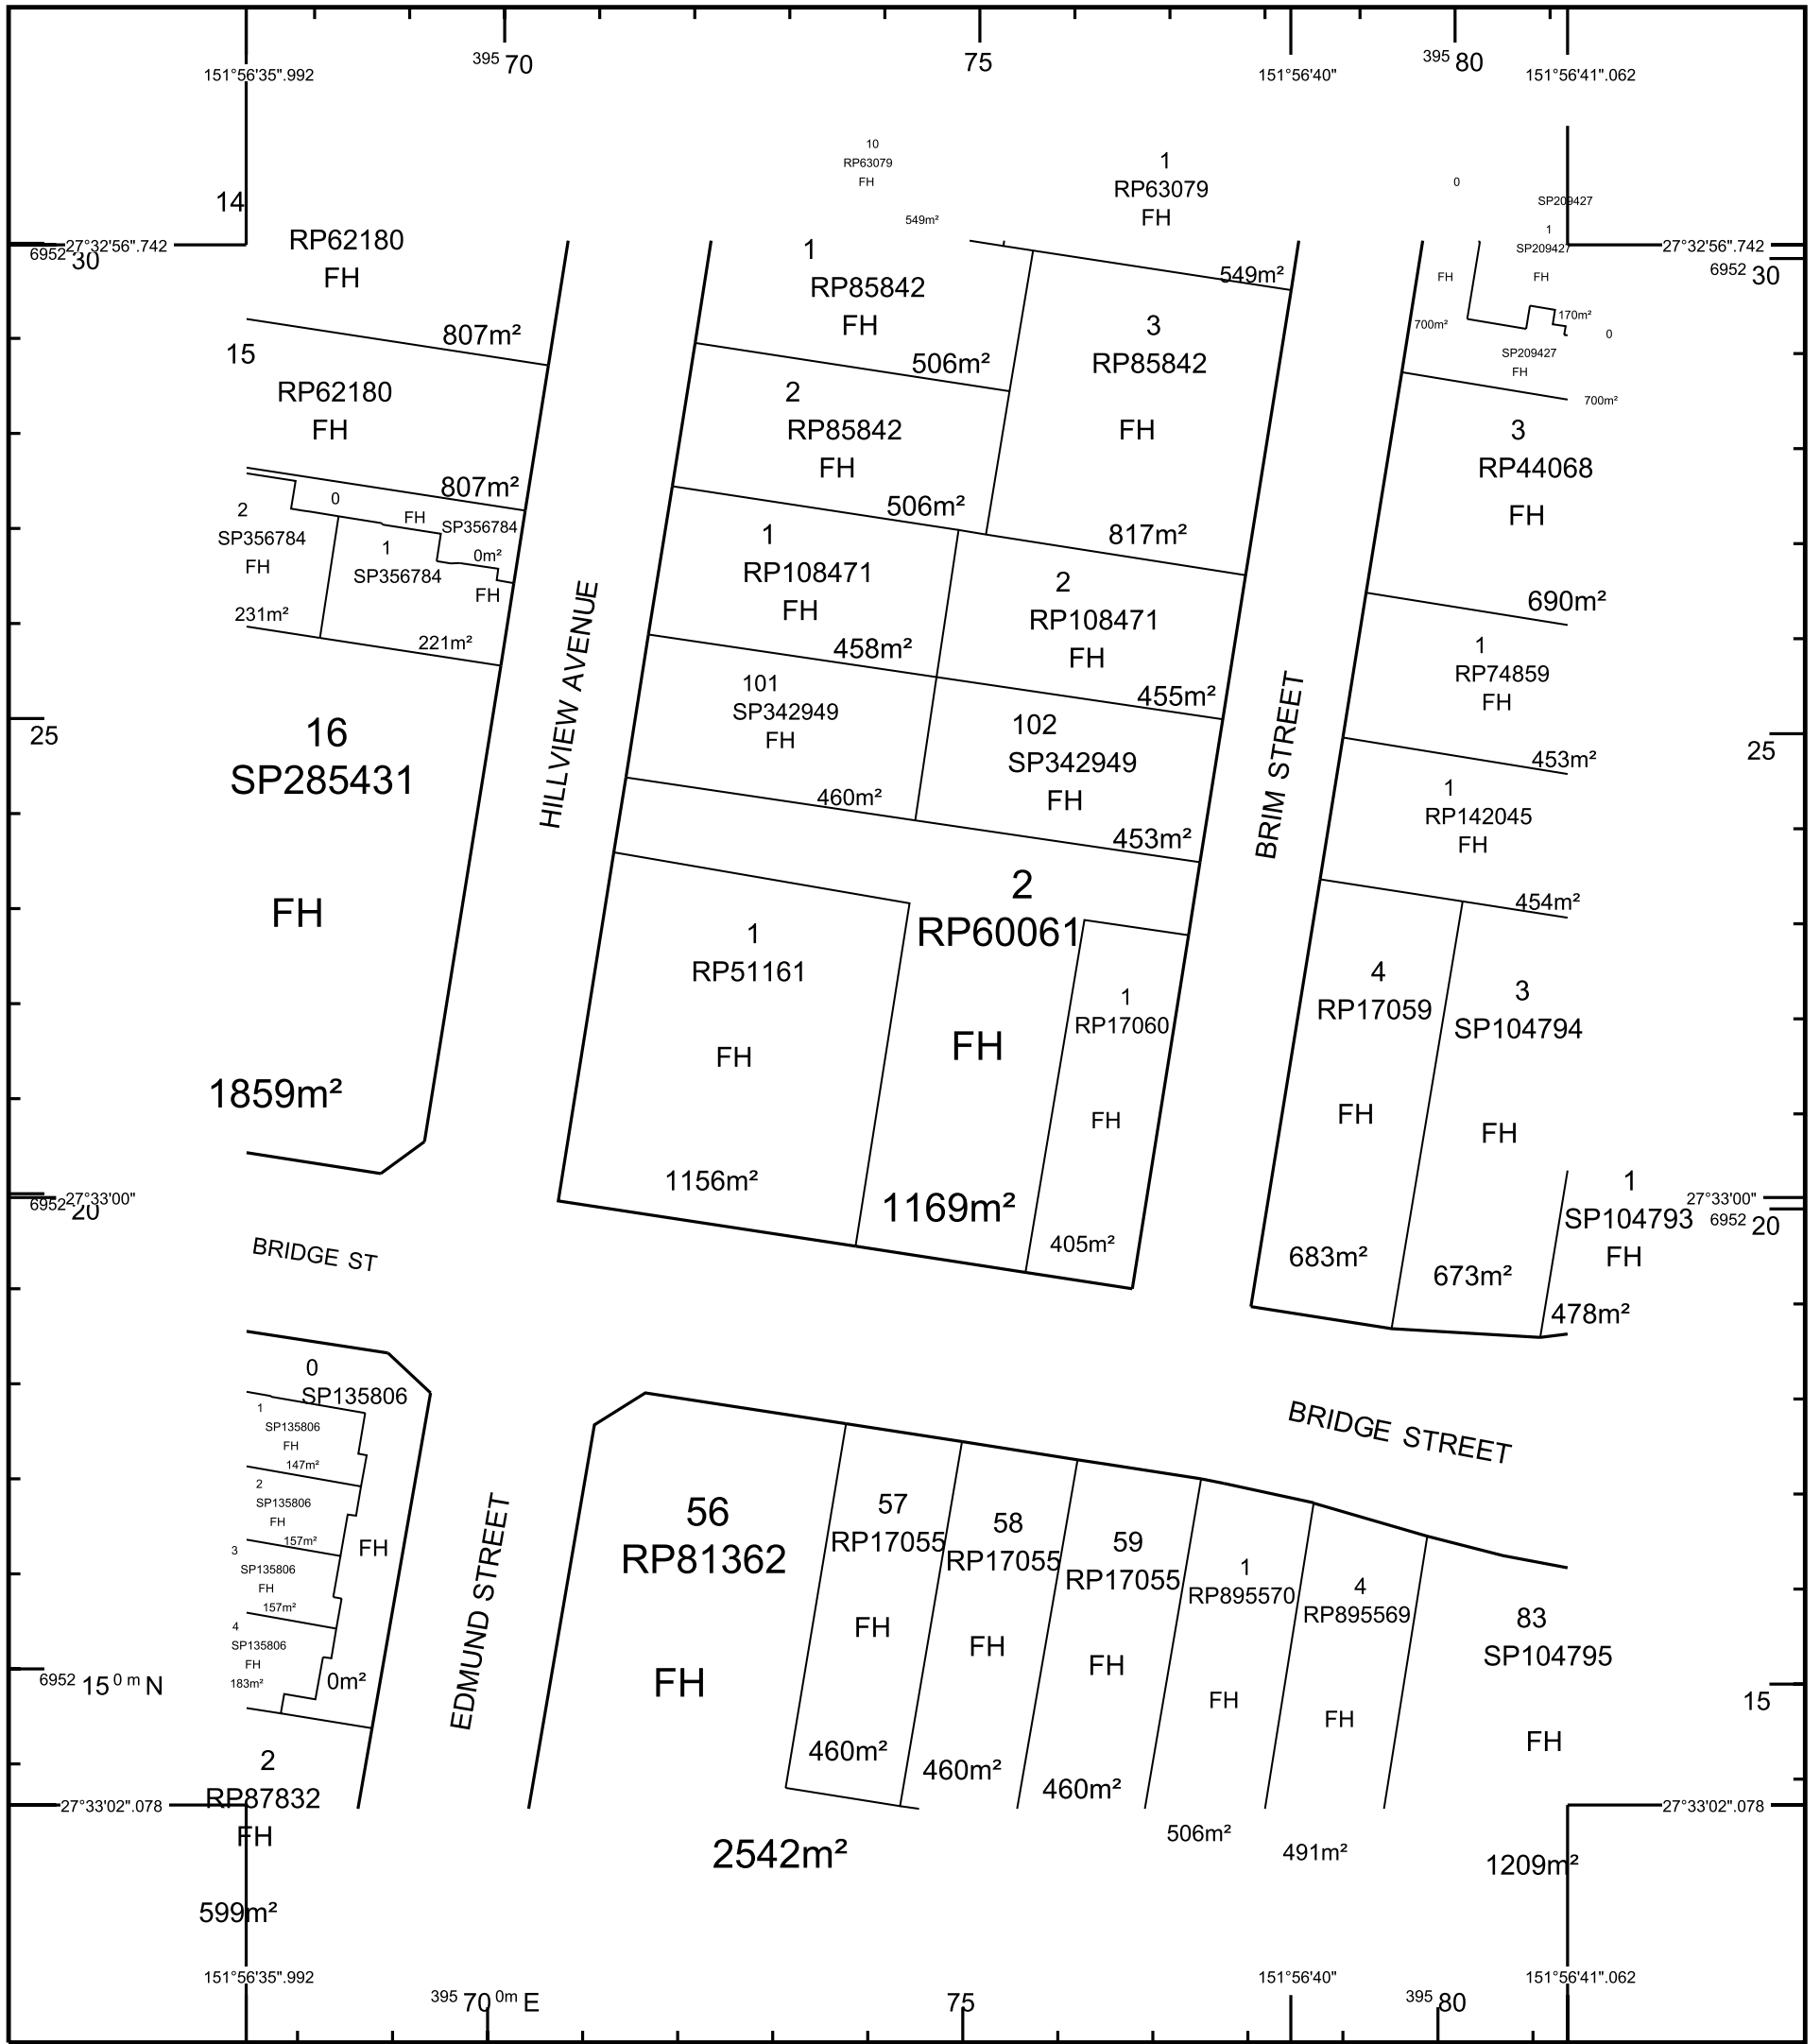 395 70
75
395 80
151°56'35".992
151°56'40"
151°56'41".062
10
RP63079
FH
549m²
1
RP63079
FH
549m²
0
SP209427
1
SP209427
FH
FH
170m²
700m²
0
SP209427
FH
700m²
14
RP62180
FH
807m²
27°32'56".742
6952 30
27°32'56".742
6952 30
1
RP85842
FH
506m²
3
RP85842
FH
817m²
15
RP62180
FH
807m²
2
RP85842
FH
506m²
3
RP44068
FH
690m²
2
SP356784
FH
231m²
0
FH
SP356784
0m²
1
SP356784
FH
221m²
1
RP108471
FH
458m²
2
RP108471
FH
455m²
1
RP74859
FH
453m²
HILLVIEW AVENUE
BRIM STREET
16
SP285431
FH
1859m²
25
25
101
SP342949
FH
460m²
102
SP342949
FH
453m²
1
RP142045
FH
454m²
2
RP60061
FH
1169m²
1
RP51161
FH
1156m²
1
RP17060
FH
405m²
4
RP17059
FH
683m²
3
SP104794
FH
673m²
1
SP104793
FH
478m²
27°33'00"
6952 20
27°33'00"
6952 20
BRIDGE ST
BRIDGE STREET
0
SP135806
FH
0m²
1
SP135806
FH
147m²
2
SP135806
FH
157m²
3
SP135806
FH
157m²
4
SP135806
FH
183m²
EDMUND STREET
56
RP81362
FH
2542m²
57
RP17055
FH
460m²
58
RP17055
FH
460m²
59
RP17055
FH
460m²
1
RP895570
FH
506m²
4
RP895569
FH
491m²
83
SP104795
FH
1209m²
6952 15 0 m N
15
2
RP87832
FH
599m²
27°33'02".078
27°33'02".078
151°56'35".992
151°56'40"
151°56'41".062
395 70 0m E
75
395 80